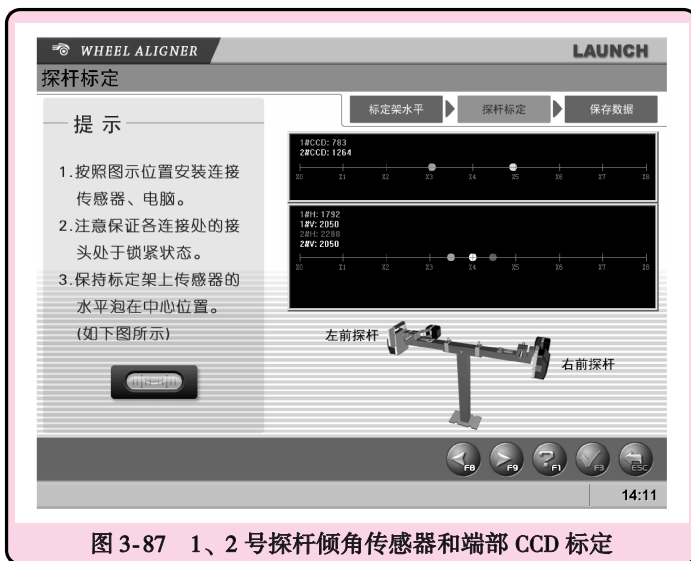 WHEEL ALIGNER
LAUNCH
探杆标定
标定架水平
探杆标定
保存数据
提 示
1.按照图示位置安装连接
传感器、电脑。
2.注意保证各连接处的接
头处于锁紧状态。
3.保持标定架上传感器的
水平泡在中心位置。
(如下图所示)
1#CCD: 783
2#CCD: 1264
X0 X1 X2 X3 X4 X5 X6 X7 X8
1#H: 1792
1#V: 2050
2#H: 2288
2#V: 2050
X0 X1 X2 X3 X4 X5 X6 X7 X8
左前探杆
右前探杆
F8 F9 F1 F3 ESC
14:11
图 3-87 1、2 号探杆倾角传感器和端部 CCD 标定